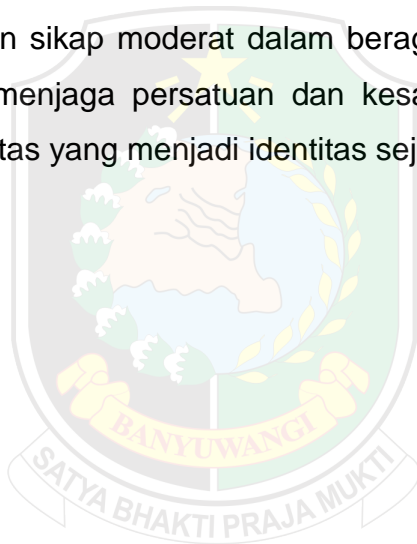 n sikap moderat dalam berag
menjaga persatuan dan kesa
tas yang menjadi identitas sej
BANYUWANGI
SATYA BHAKTI PRAJA MUKTI